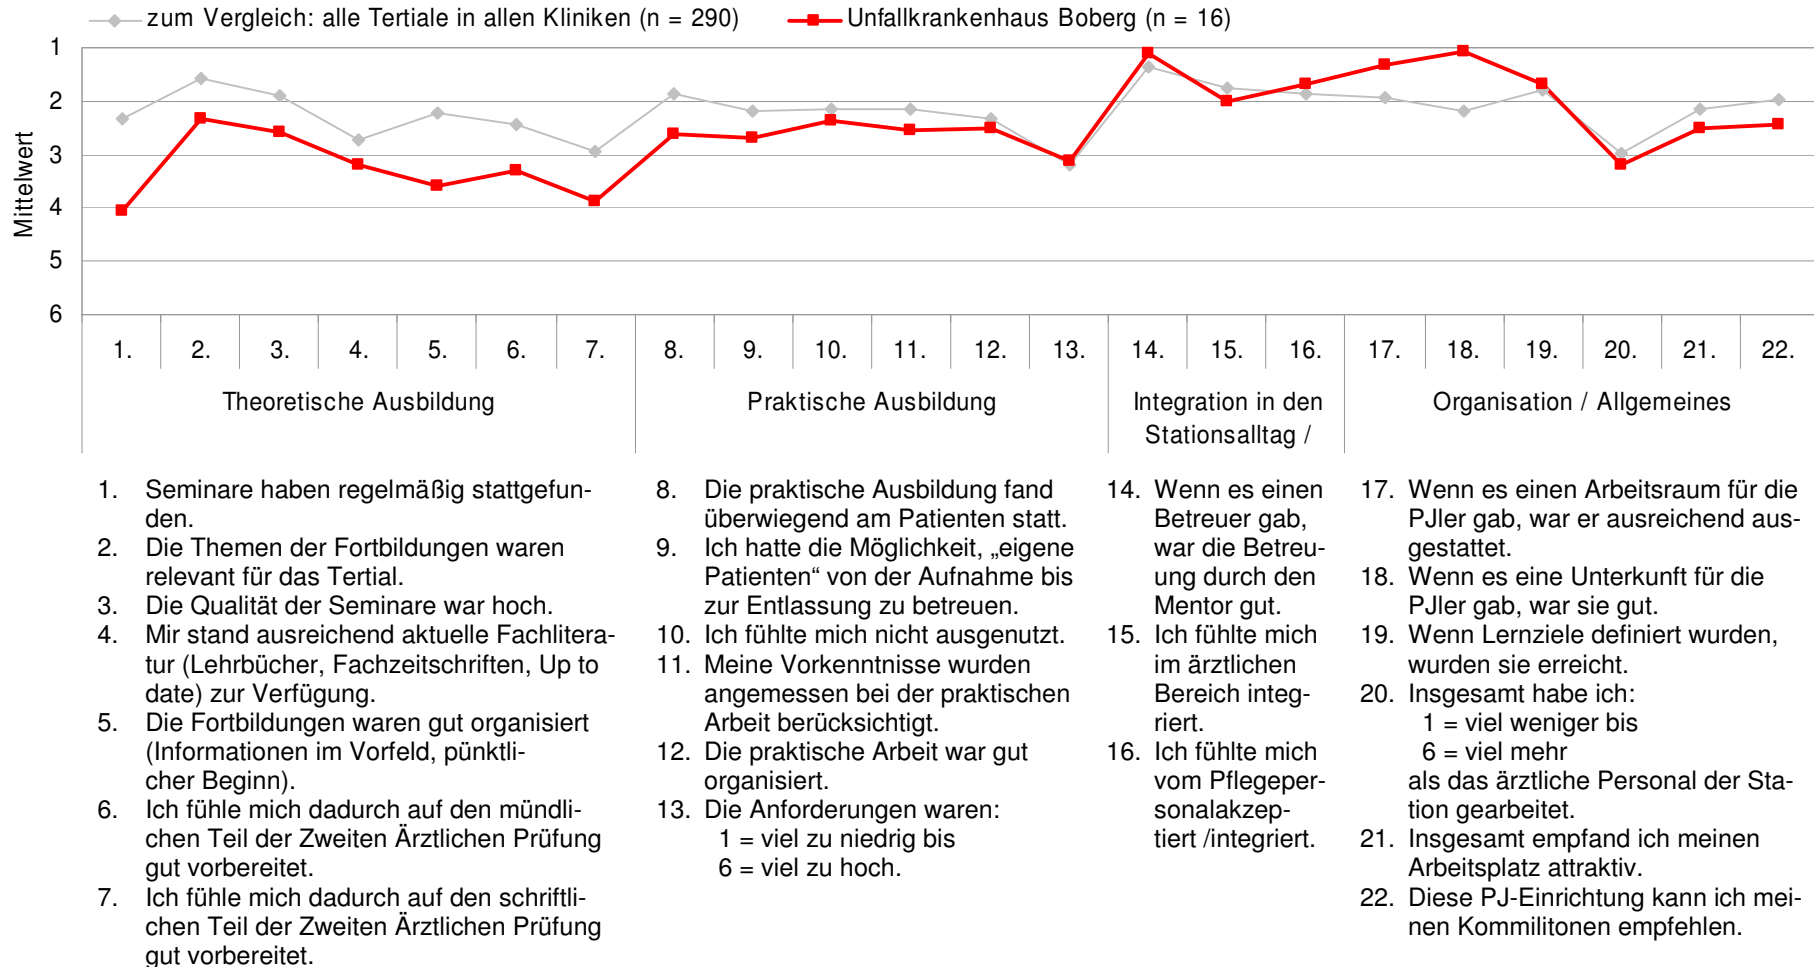 zum Vergleich: alle Tertiale in allen Kliniken (n = 290)
Unfallkrankenhaus Boberg (n = 16)
Mittelwert
1
2
3
4
5
6
1. 2. 3. 4. 5. 6. 7. 8. 9. 10. 11. 12. 13. 14. 15. 16. 17. 18. 19. 20. 21. 22.
Theoretische Ausbildung
Praktische Ausbildung
Integration in den
Stationsalltag /
Organisation / Allgemeines
1. Seminare haben regelmäßig stattgefun-
den.
2. Die Themen der Fortbildungen waren
relevant für das Tertial.
3. Die Qualität der Seminare war hoch.
4. Mir stand ausreichend aktuelle Fachlitera-
tur (Lehrbücher, Fachzeitschriften, Up to
date) zur Verfügung.
5. Die Fortbildungen waren gut organisiert
(Informationen im Vorfeld, pünktli-
cher Beginn).
6. Ich fühle mich dadurch auf den mündli-
chen Teil der Zweiten Ärztlichen Prüfung
gut vorbereitet.
7. Ich fühle mich dadurch auf den schriftli-
chen Teil der Zweiten Ärztlichen Prüfung
gut vorbereitet.
8. Die praktische Ausbildung fand
überwiegend am Patienten statt.
9. Ich hatte die Möglichkeit, „eigene
Patienten“ von der Aufnahme bis
zur Entlassung zu betreuen.
10. Ich fühlte mich nicht ausgenutzt.
11. Meine Vorkenntnisse wurden
angemessen bei der praktischen
Arbeit berücksichtigt.
12. Die praktische Arbeit war gut
organisiert.
13. Die Anforderungen waren:
1 = viel zu niedrig bis
6 = viel zu hoch.
14. Wenn es einen
Betreuer gab,
war die Betreu-
ung durch den
Mentor gut.
15. Ich fühlte mich
im ärztlichen
Bereich integ-
riert.
16. Ich fühlte mich
vom Pflegeper-
sonalakzep-
tiert /integriert.
17. Wenn es einen Arbeitsraum für die
PJler gab, war er ausreichend aus-
gestattet.
18. Wenn es eine Unterkunft für die
PJler gab, war sie gut.
19. Wenn Lernziele definiert wurden,
wurden sie erreicht.
20. Insgesamt habe ich:
1 = viel weniger bis
6 = viel mehr
als das ärztliche Personal der Sta-
tion gearbeitet.
21. Insgesamt empfand ich meinen
Arbeitsplatz attraktiv.
22. Diese PJ-Einrichtung kann ich mei-
nen Kommilitonen empfehlen.